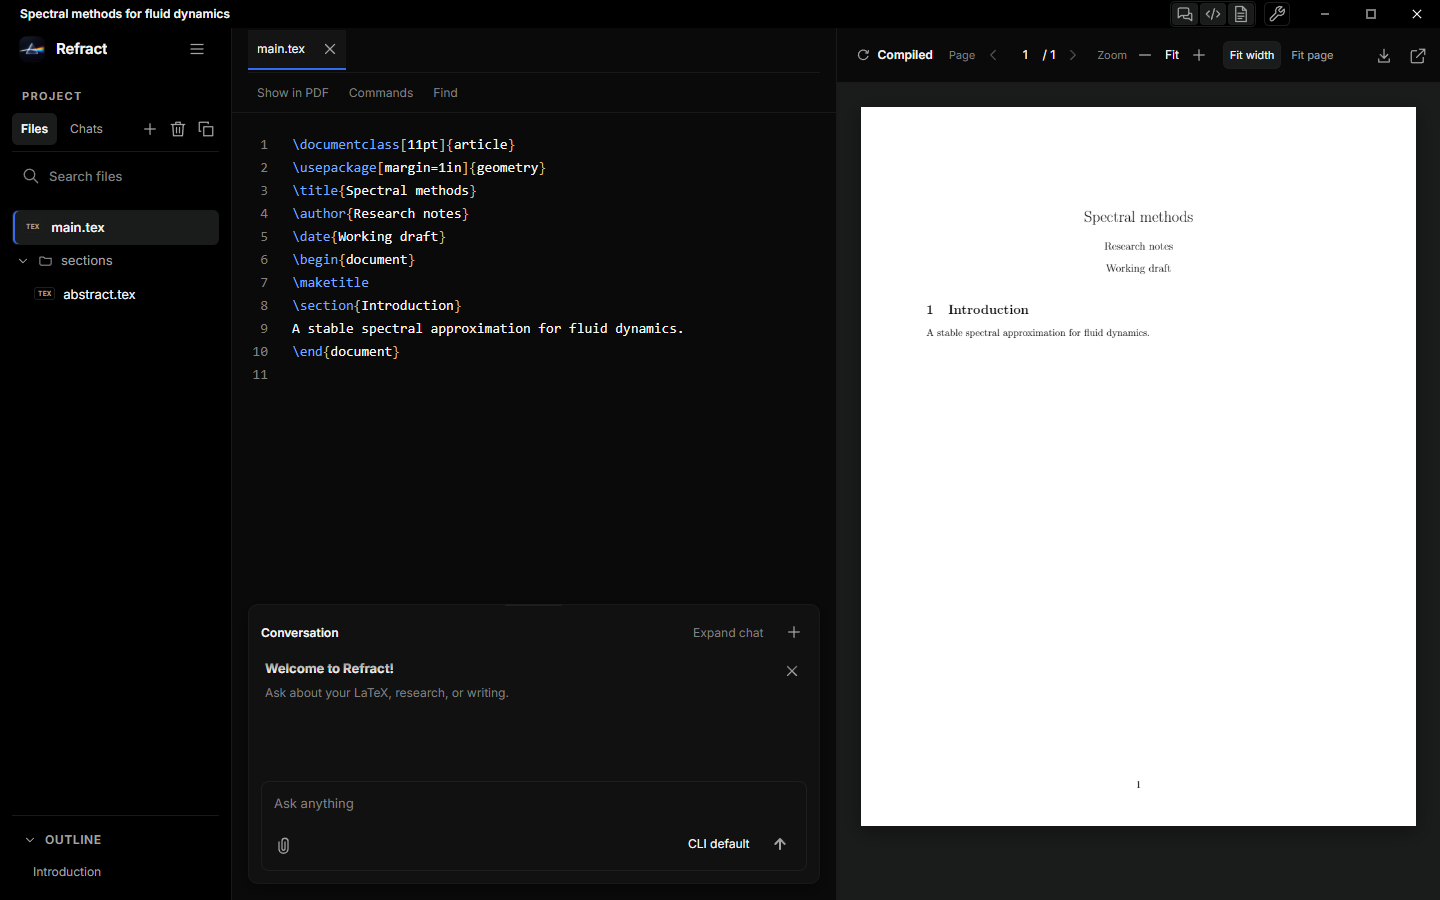 Spectral methods for fluid dynamics
Refract
PROJECT
Files Chats
Search files
TEX main.tex
sections
TEX abstract.tex
OUTLINE
Introduction
main.tex
Show in PDF Commands Find
1 \documentclass[11pt]{article}
2 \usepackage[margin=1in]{geometry}
3 \title{Spectral methods}
4 \author{Research notes}
5 \date{Working draft}
6 \begin{document}
7 \maketitle
8 \section{Introduction}
9 A stable spectral approximation for fluid dynamics.
10 \end{document}
11
Conversation Expand chat
Welcome to Refract!
Ask about your LaTeX, research, or writing.
Ask anything
CLI default
Compiled Page 1 / 1 Zoom Fit Fit width Fit page
Spectral methods
Research notes
Working draft
1 Introduction
A stable spectral approximation for fluid dynamics.
1